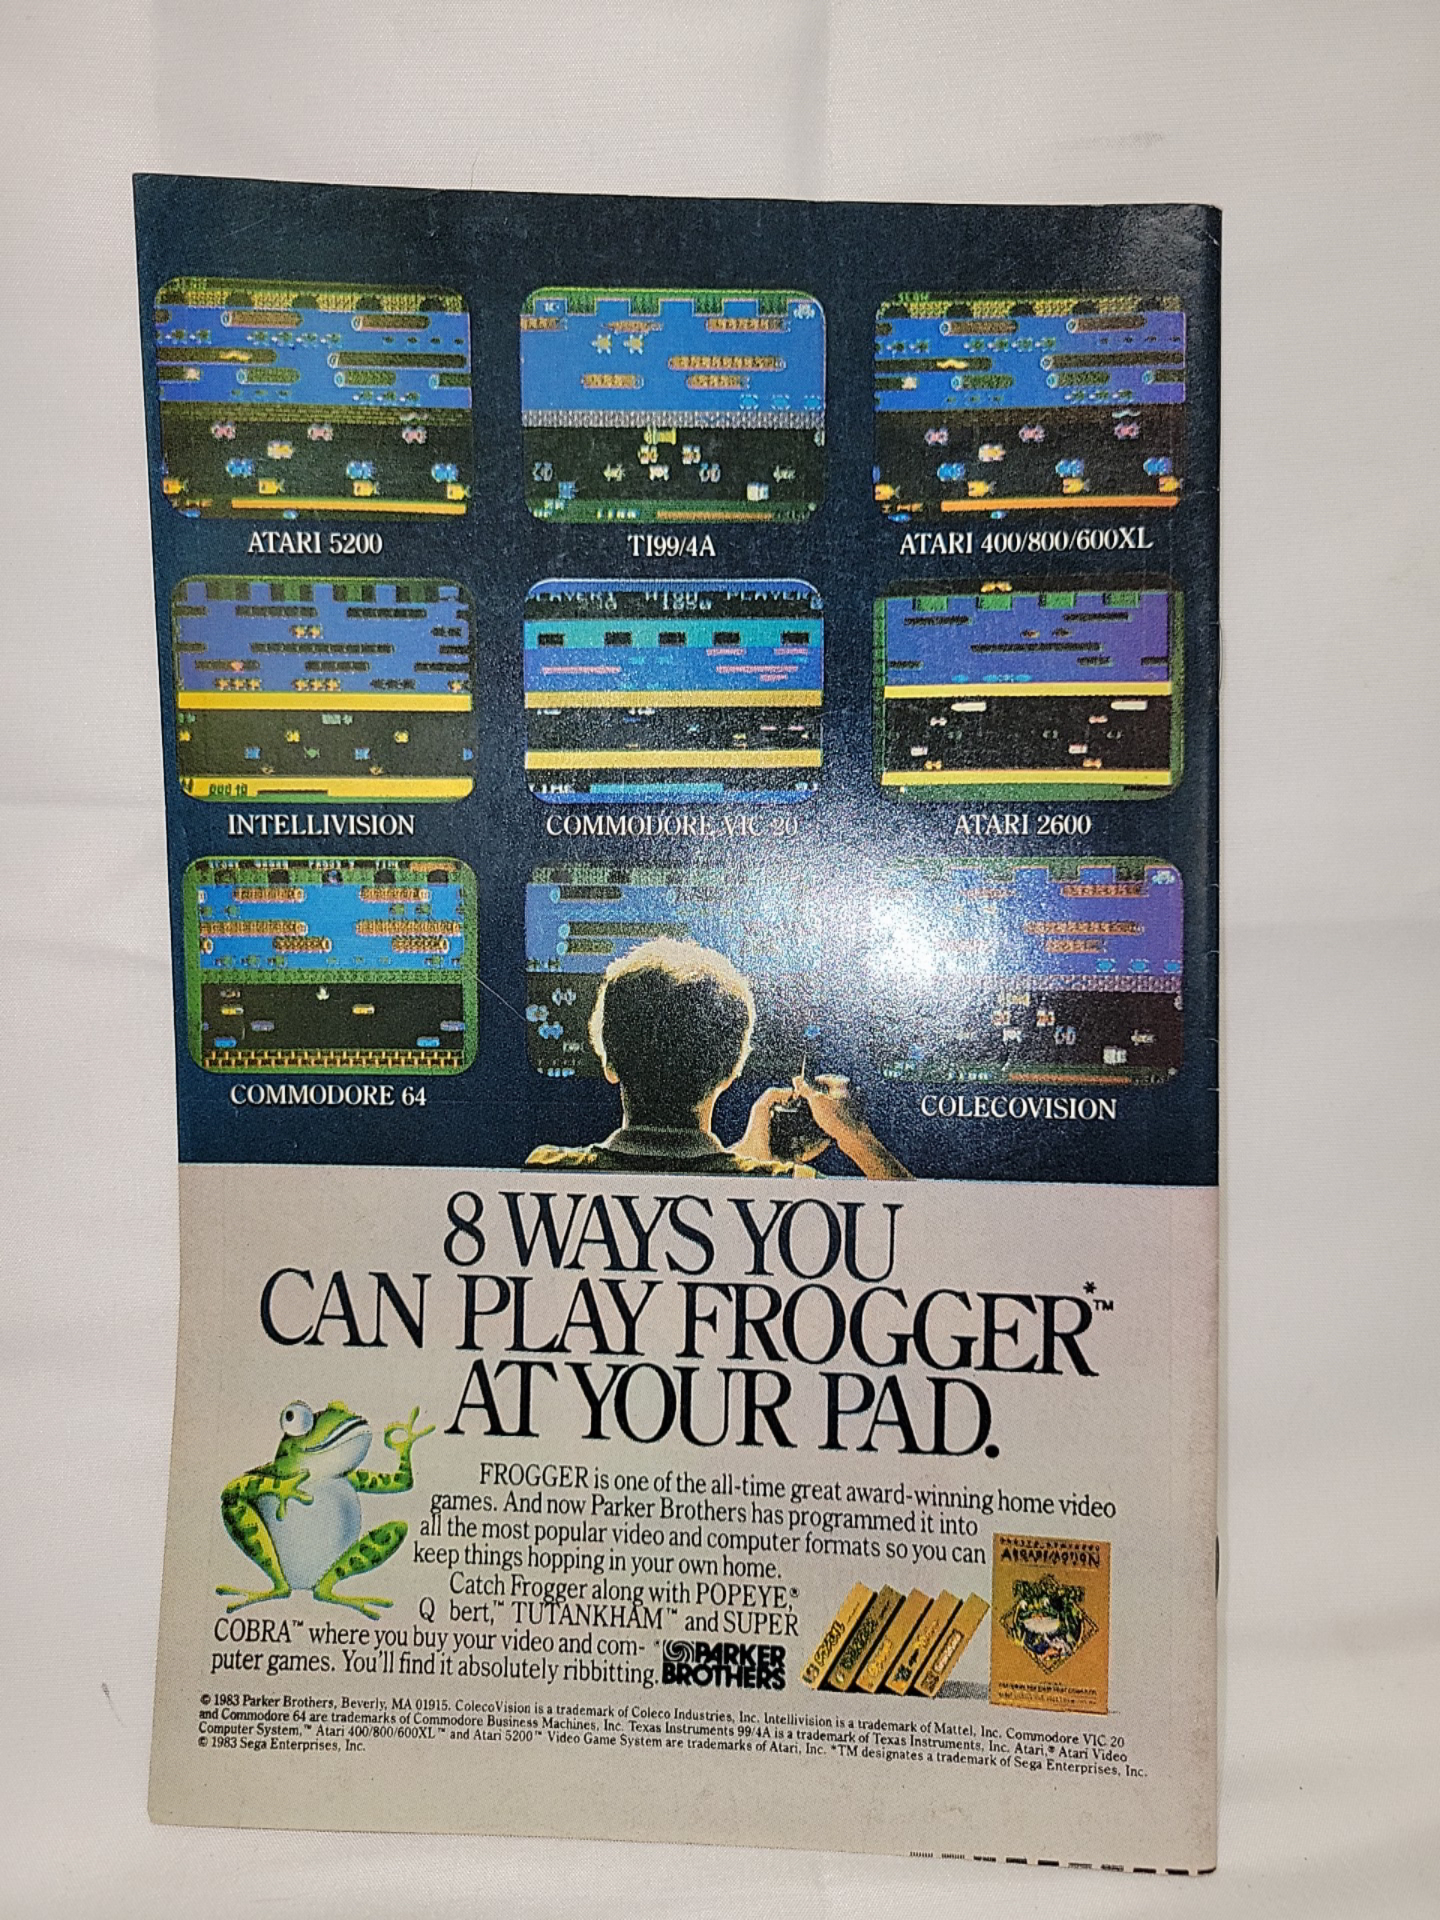 ATARI 5200
TI99/4A
ATARI 400/800/600XL
PLAYER
HIGH
PLAYER
INTELLIVISION
COMMODORE VIC 20
ATARI 2600
COMMODORE 64
COLECOVISION
8 WAYS YOU
CAN PLAY FROGGER*™
AT YOUR PAD.
FROGGER is one of the all-time great award-winning home video
games. And now Parker Brothers has programmed it into
all the most popular video and computer formats so you can
keep things hopping in your own home.
Catch Frogger along with POPEYE,®
Q bert,™ TUTANKHAM™ and SUPER
COBRA™ where you buy your video and com-
puter games. You'll find it absolutely ribbitting.
PARKER
BROTHERS
© 1983 Parker Brothers, Beverly, MA 01915. ColecoVision is a trademark of Coleco Industries, Inc. Intellivision is a trademark of Mattel, Inc. Commodore VIC 20
and Commodore 64 are trademarks of Commodore Business Machines, Inc. Texas Instruments 99/4A is a trademark of Texas Instruments, Inc. Atari,® Atari Video
Computer System,™ Atari 400/800/600XL™ and Atari 5200™ Video Game System are trademarks of Atari, Inc. *TM designates a trademark of Sega Enterprises, Inc.
© 1983 Sega Enterprises, Inc.